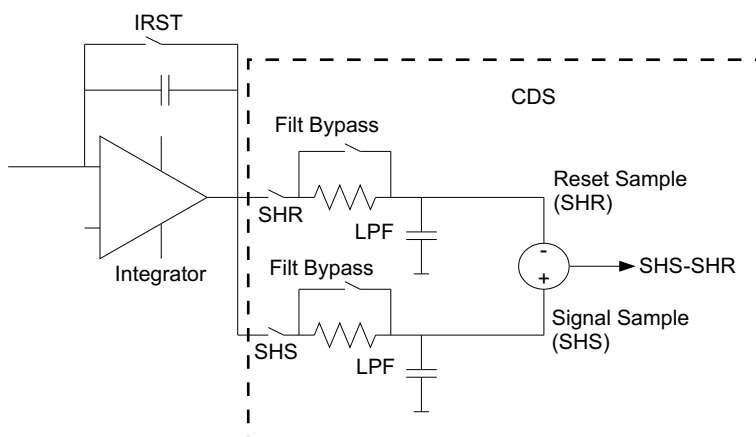 IRST
CDS
Filt Bypass
Reset Sample
(SHR)
SHR
LPF
-
+
SHS-SHR
Integrator
Filt Bypass
Signal Sample
(SHS)
SHS
LPF